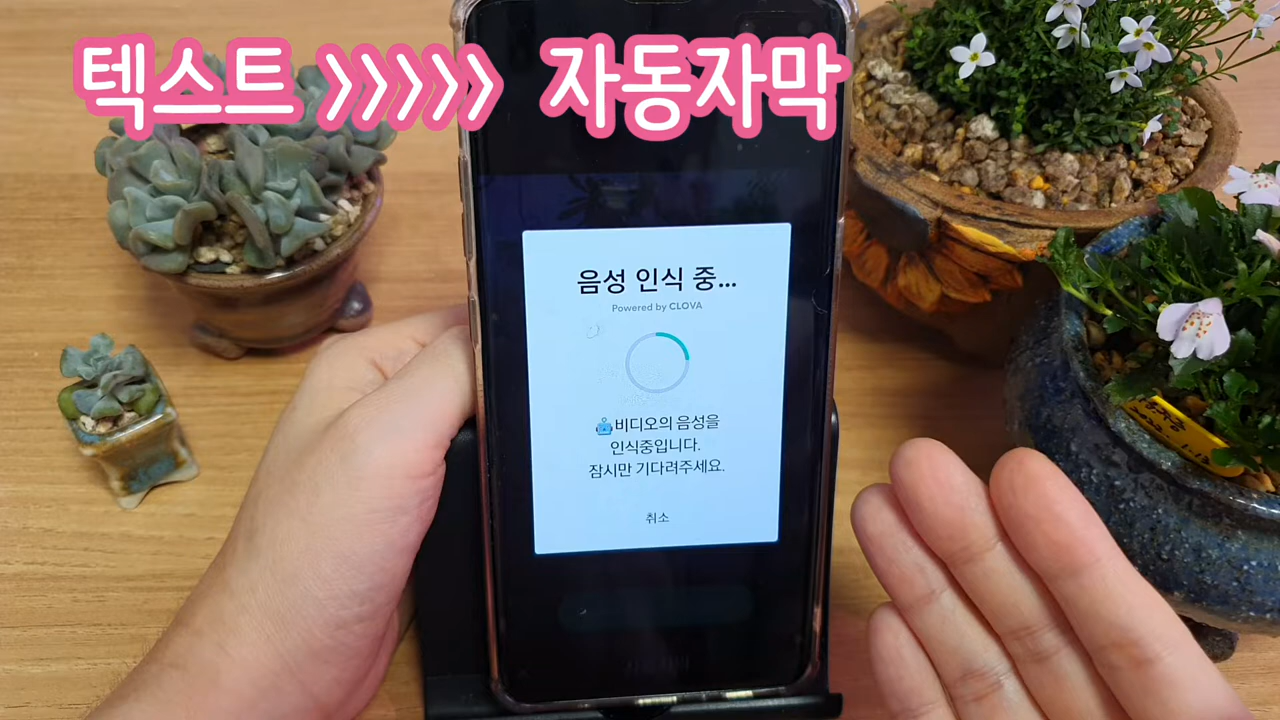 텍스트 >>>>> 자동자막
음성 인식 중...
Powered by CLOVA
비디오의 음성을
인식중입니다.
잠시만 기다려주세요.
취소